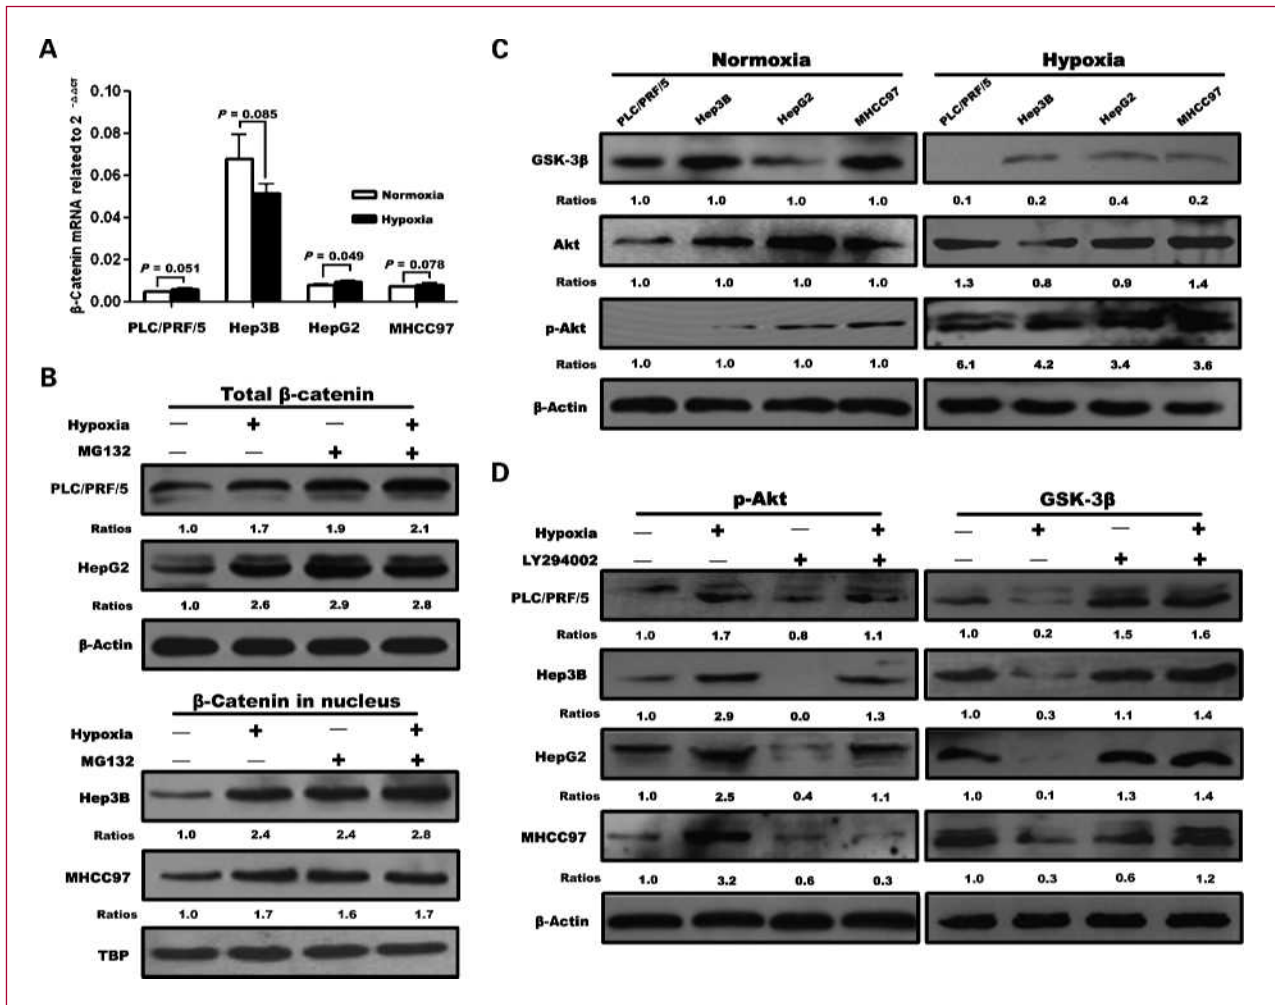 A
β-Catenin mRNA related to 2
0.10
0.08
0.06
0.04
0.02
0.00
P = 0.051
P = 0.085
P = 0.049
P = 0.078
Normoxia
Hypoxia
PLC/PRF/5 Hep3B HepG2 MHCC97
B
Total β-catenin
Hypoxia — + — +
MG132 — — + +
PLC/PRF/5
Ratios 1.0 1.7 1.9 2.1
HepG2
Ratios 1.0 2.6 2.9 2.8
β-Actin
β-Catenin in nucleus
Hypoxia — + — +
MG132 — — + +
Hep3B
Ratios 1.0 2.4 2.4 2.8
MHCC97
Ratios 1.0 1.7 1.6 1.7
TBP
C
Normoxia Hypoxia
PLC/PRF/5 Hep3B HepG2 MHCC97 PLC/PRF/5 Hep3B HepG2 MHCC97
GSK-3β
Ratios 1.0 1.0 1.0 1.0 0.1 0.2 0.4 0.2
Akt
Ratios 1.0 1.0 1.0 1.0 1.3 0.8 0.9 1.4
p-Akt
Ratios 1.0 1.0 1.0 1.0 6.1 4.2 3.4 3.6
β-Actin
D
p-Akt GSK-3β
Hypoxia — + — + — + — +
LY294002 — — + + — — + +
PLC/PRF/5
Ratios 1.0 1.7 0.8 1.1 1.0 0.2 1.5 1.6
Hep3B
Ratios 1.0 2.9 0.0 1.3 1.0 0.3 1.1 1.4
HepG2
Ratios 1.0 2.5 0.4 1.1 1.0 0.1 1.3 1.4
MHCC97
Ratios 1.0 3.2 0.6 0.3 1.0 0.3 0.6 1.2
β-Actin